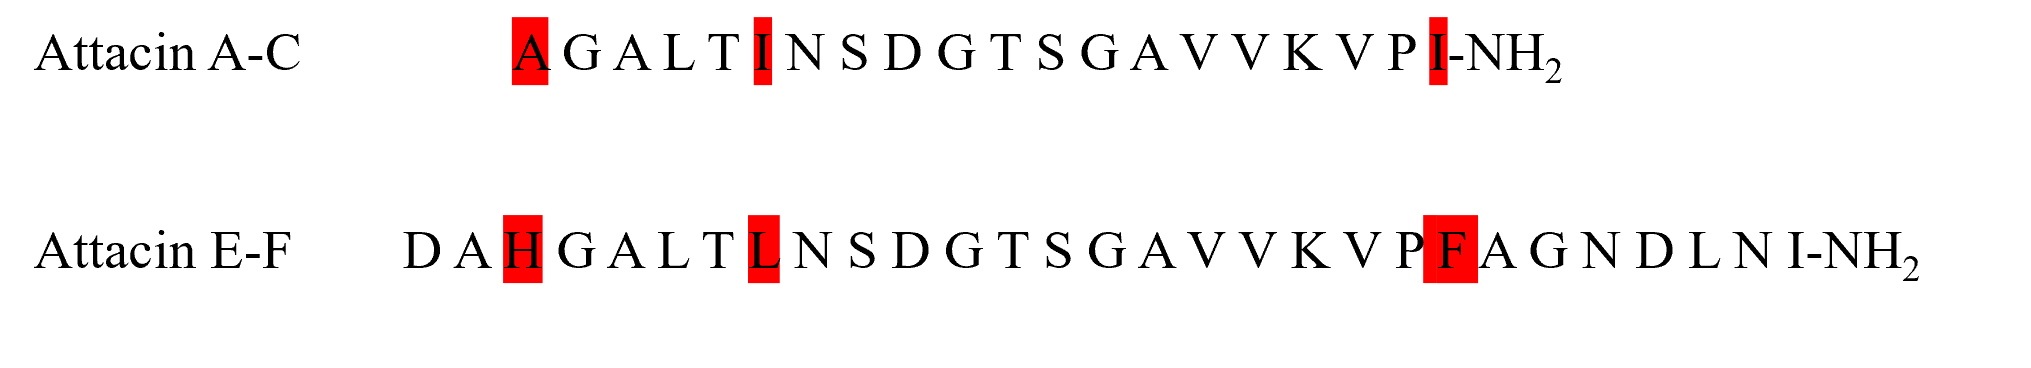 Attacin A-C A G A L T I N S D G T S G A V V K V P I-NH₂
Attacin E-F D A H G A L T L N S D G T S G A V V K V P F A G N D L N I-NH₂